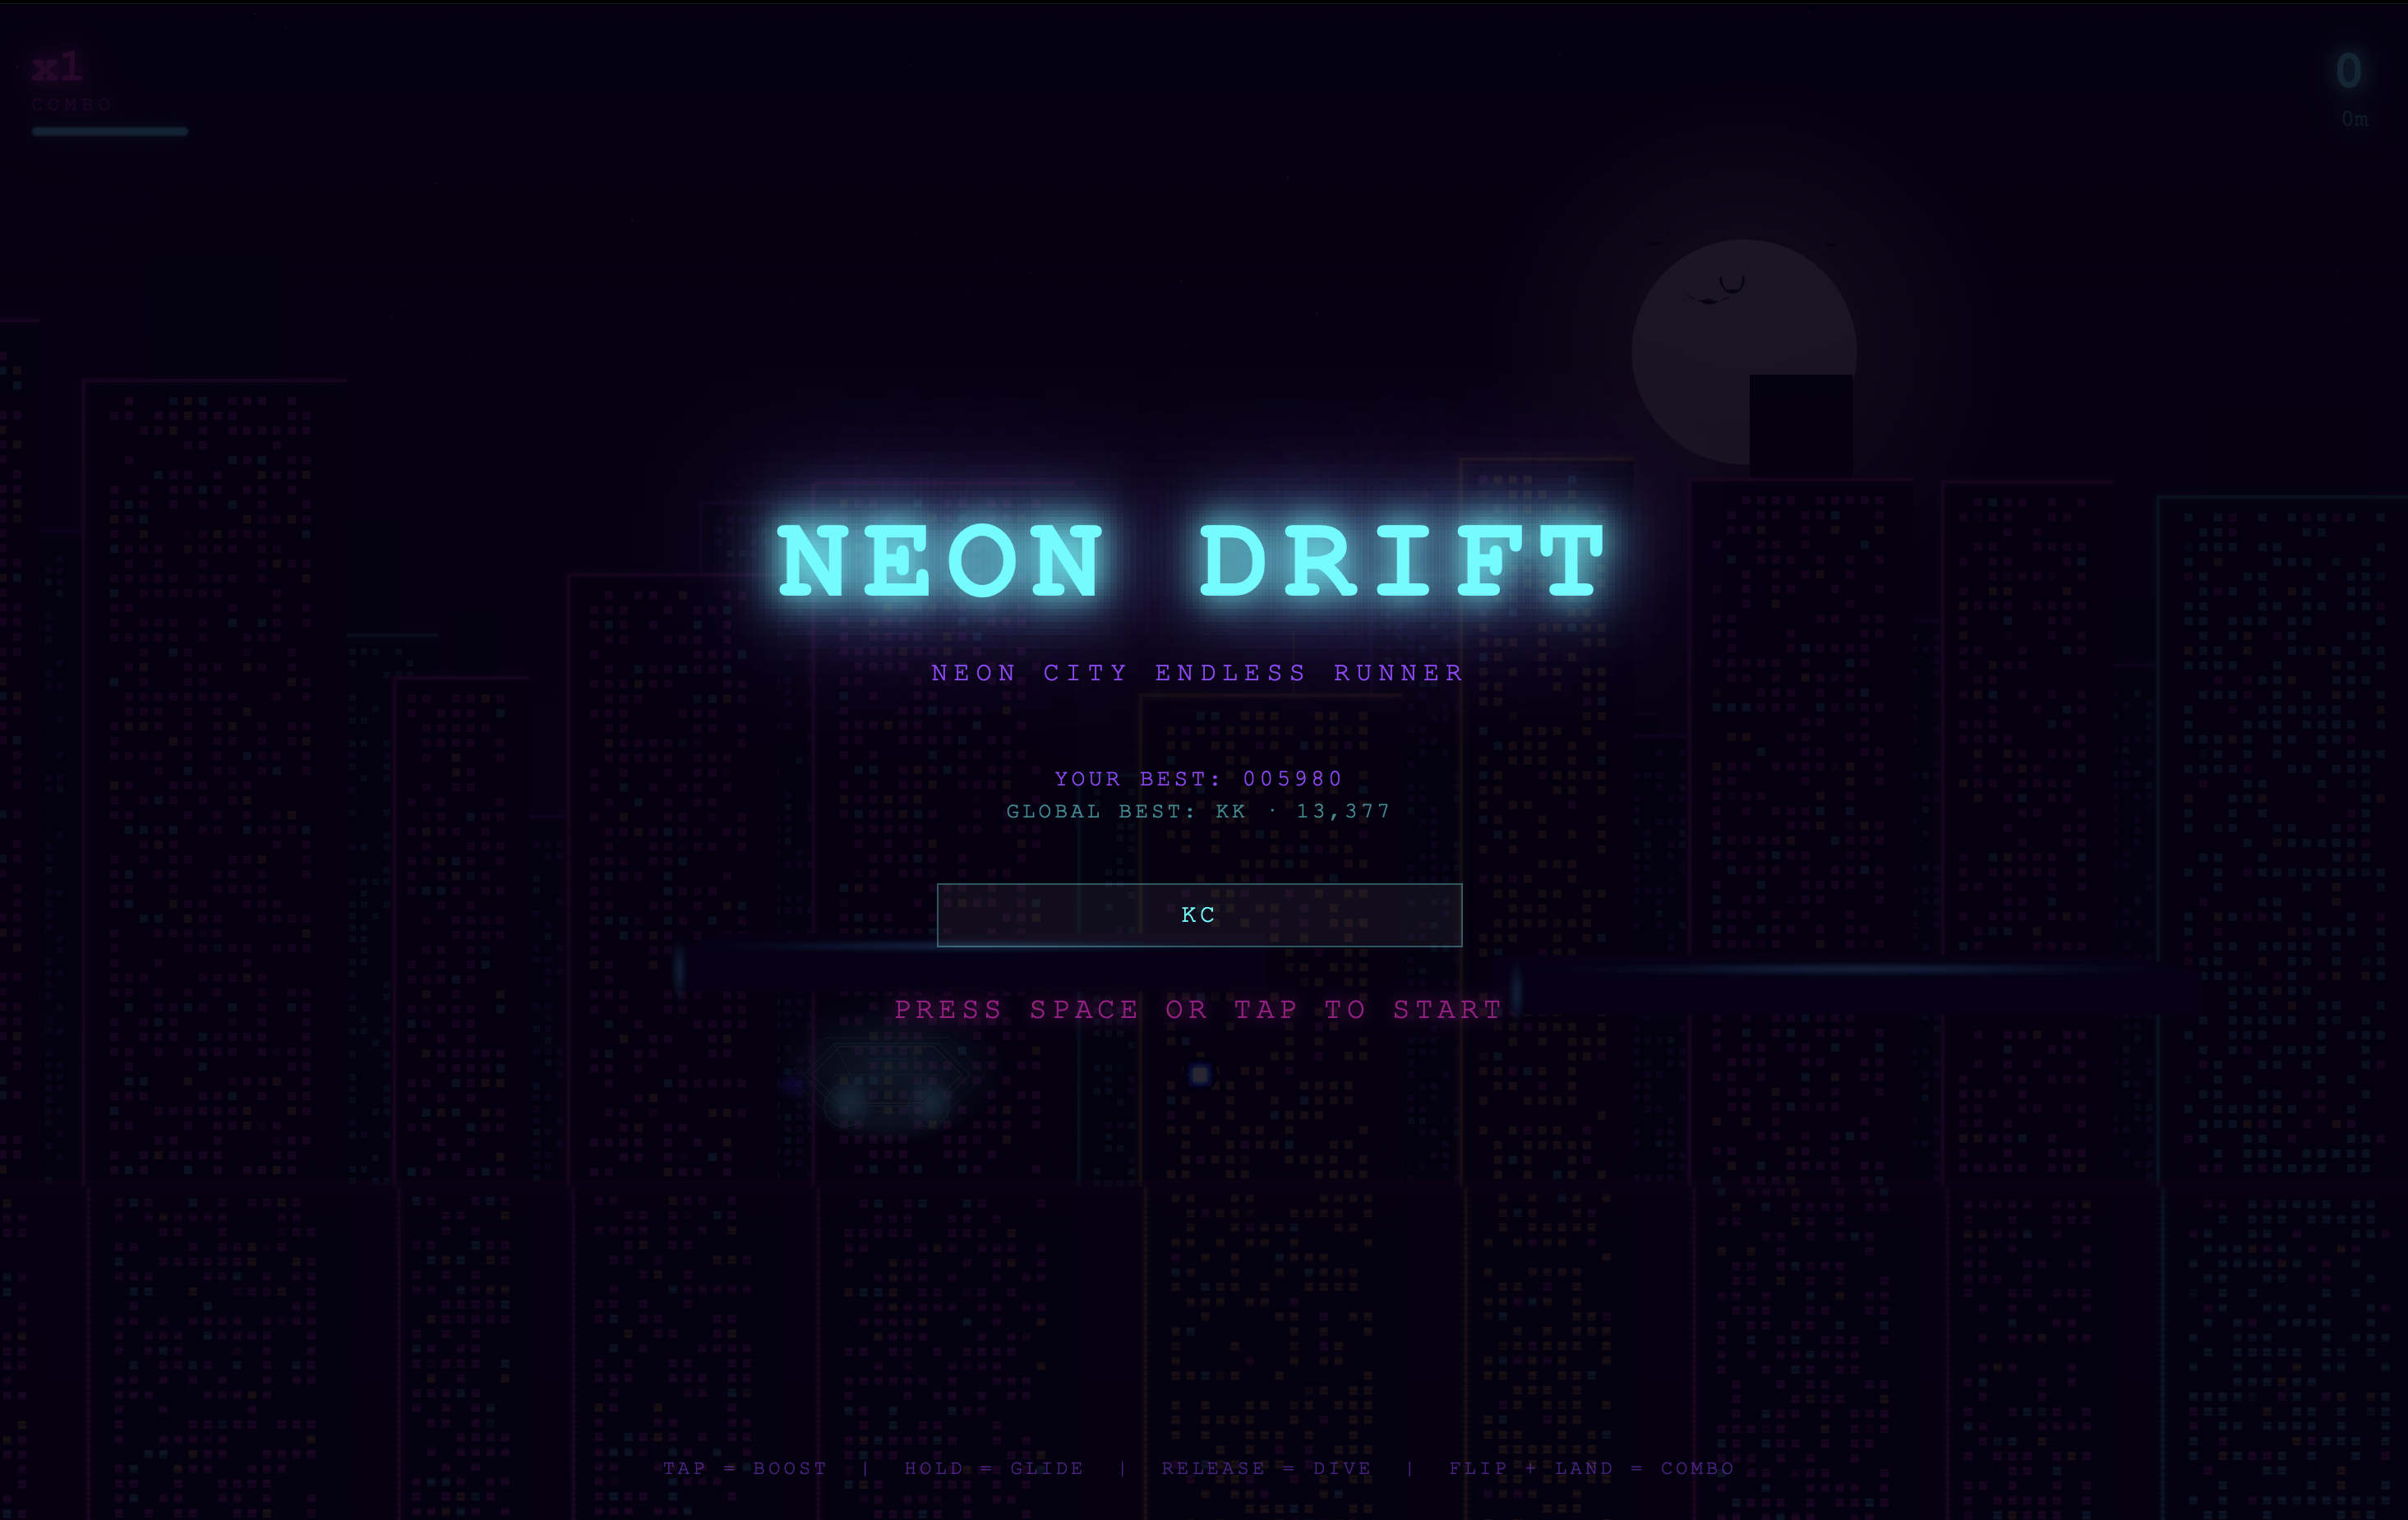 x1
COMBO
0
0m
NEON DRIFT
NEON CITY ENDLESS RUNNER
YOUR BEST: 005980
GLOBAL BEST: KK · 13,377
KC
PRESS SPACE OR TAP TO START
TAP = BOOST | HOLD = GLIDE | RELEASE = DIVE | FLIP + LAND = COMBO